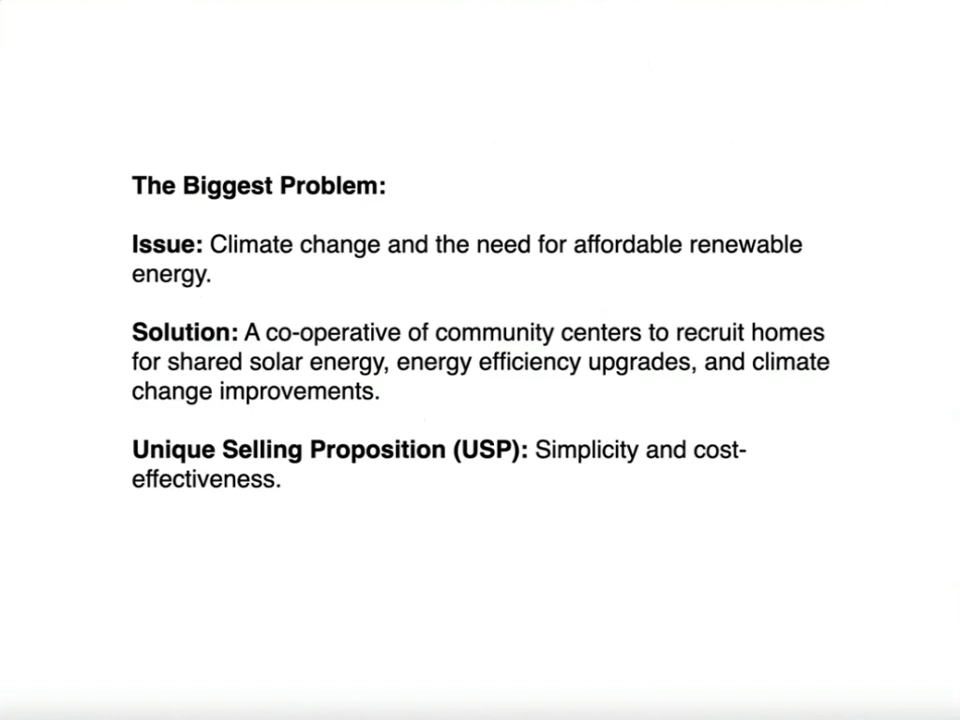 The Biggest Problem:
Issue: Climate change and the need for affordable renewable
energy.
Solution: A co-operative of community centers to recruit homes
for shared solar energy, energy efficiency upgrades, and climate
change improvements.
Unique Selling Proposition (USP): Simplicity and cost-
effectiveness.